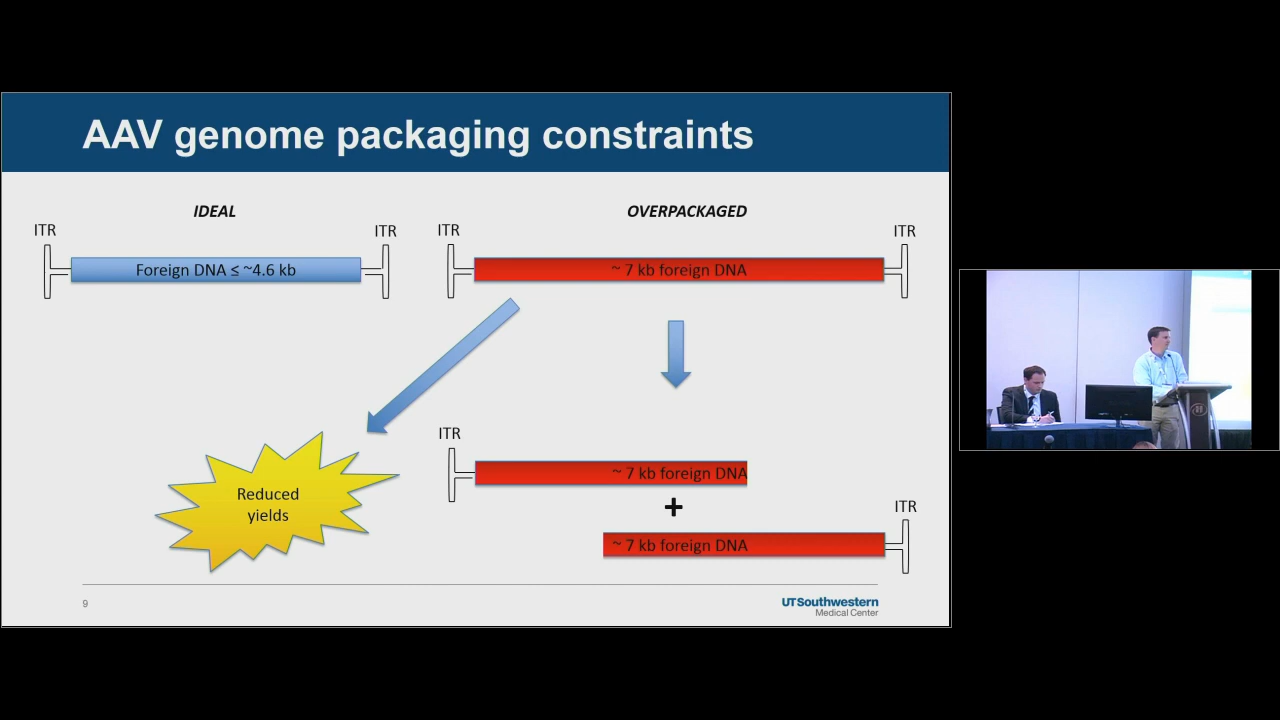 AAV genome packaging constraints
IDEAL
OVERPACKAGED
ITR
ITR
ITR
ITR
Foreign DNA ≤ ~4.6 kb
~ 7 kb foreign DNA
ITR
~ 7 kb foreign DNA
Reduced
yields
+
ITR
~ 7 kb foreign DNA
9
UTSouthwestern
Medical Center